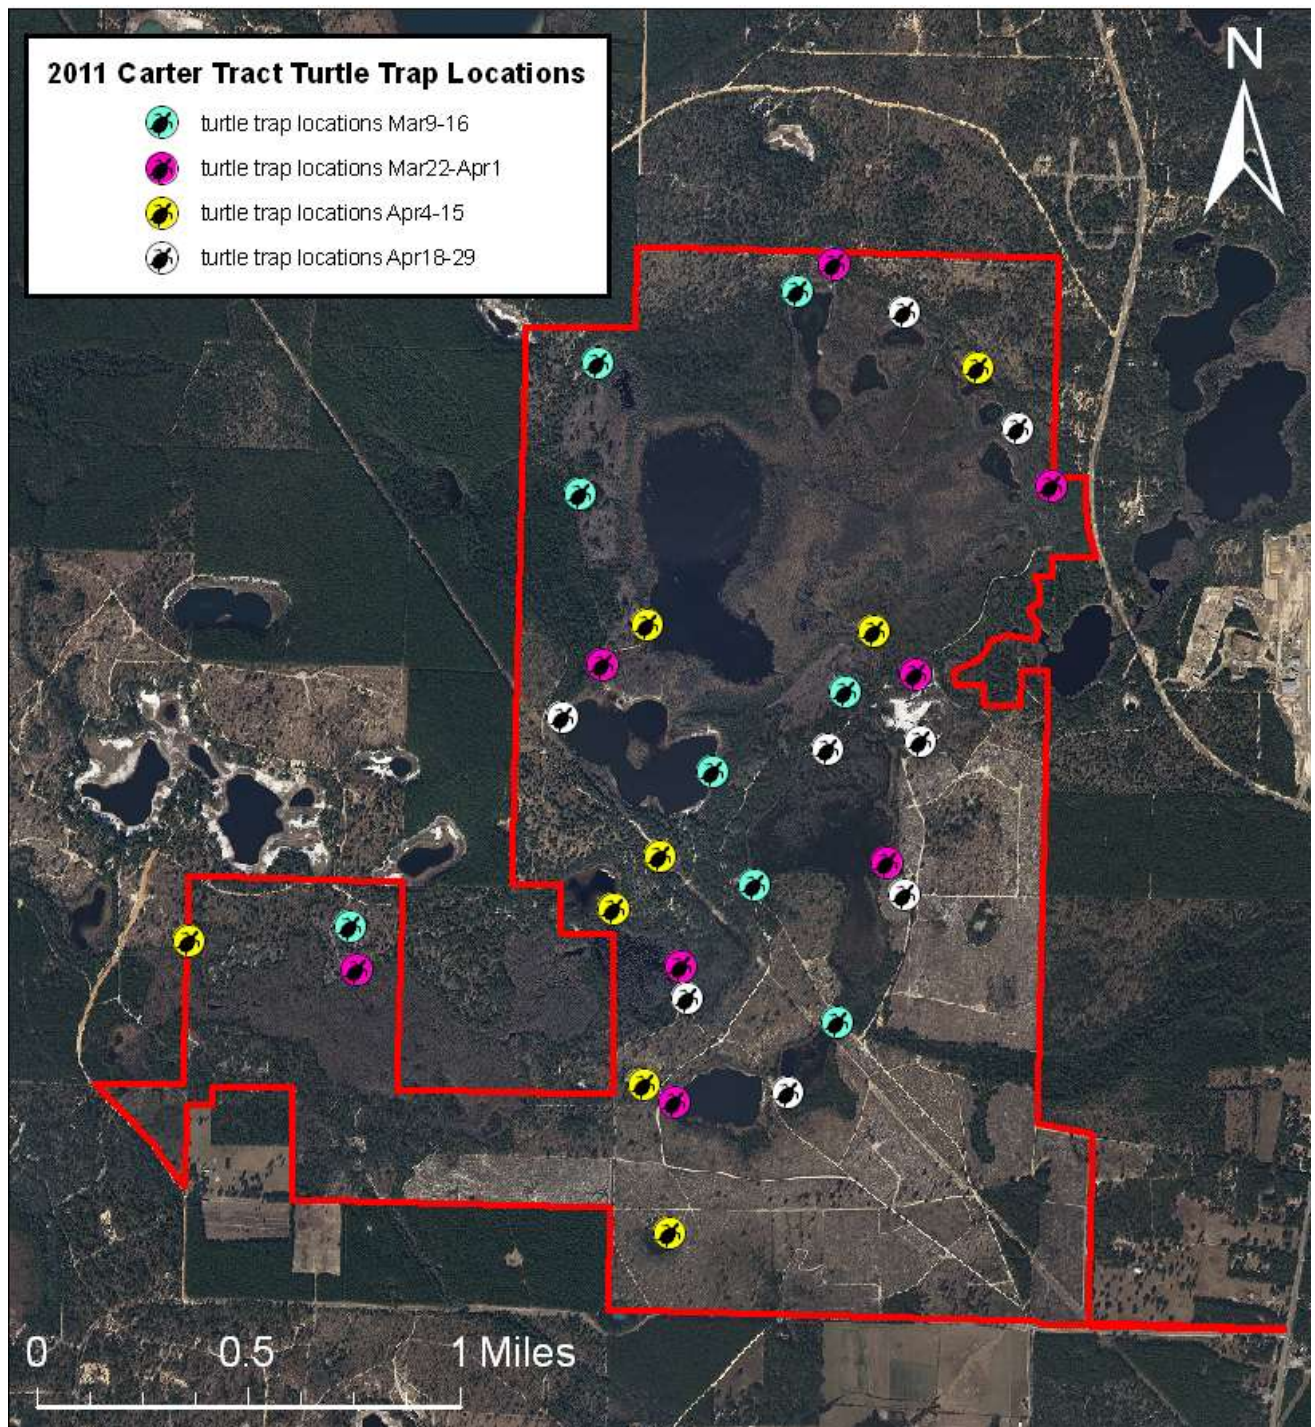 2011 Carter Tract Turtle Trap Locations
turtle trap locations Mar9-16
turtle trap locations Mar22-Apr1
turtle trap locations Apr4-15
turtle trap locations Apr18-29
N
0 0.5 1 Miles